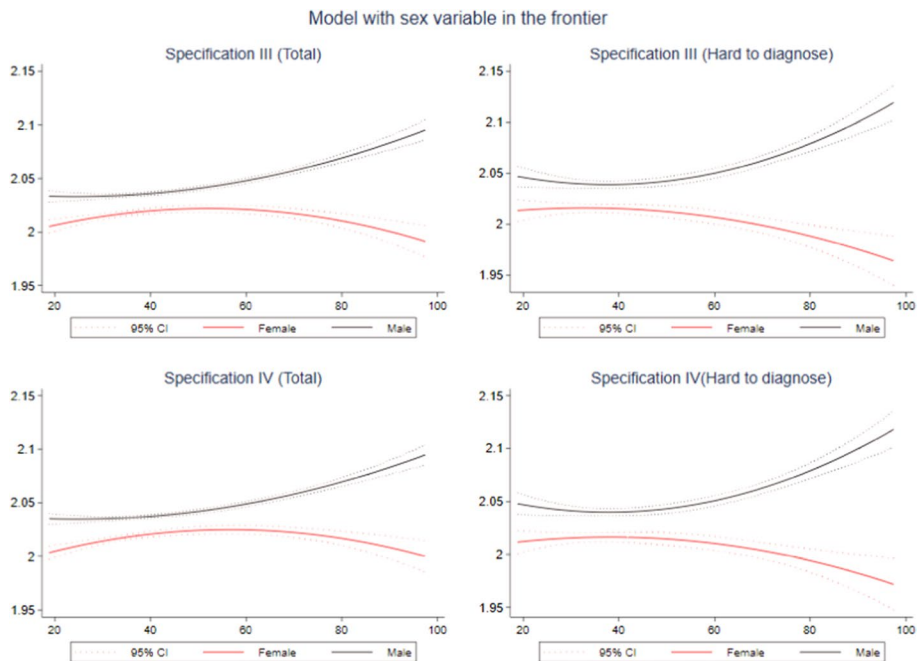 Model with sex variable in the frontier
Specification III (Total)
Specification III (Hard to diagnose)
2.15
2.1
2.05
2
1.95
20 40 60 80 100
95% CI Female Male
2.15
2.1
2.05
2
1.95
20 40 60 80 100
95% CI Female Male
Specification IV (Total)
Specification IV(Hard to diagnose)
2.15
2.1
2.05
2
1.95
20 40 60 80 100
95% CI Female Male
2.15
2.1
2.05
2
1.95
20 40 60 80 100
95% CI Female Male